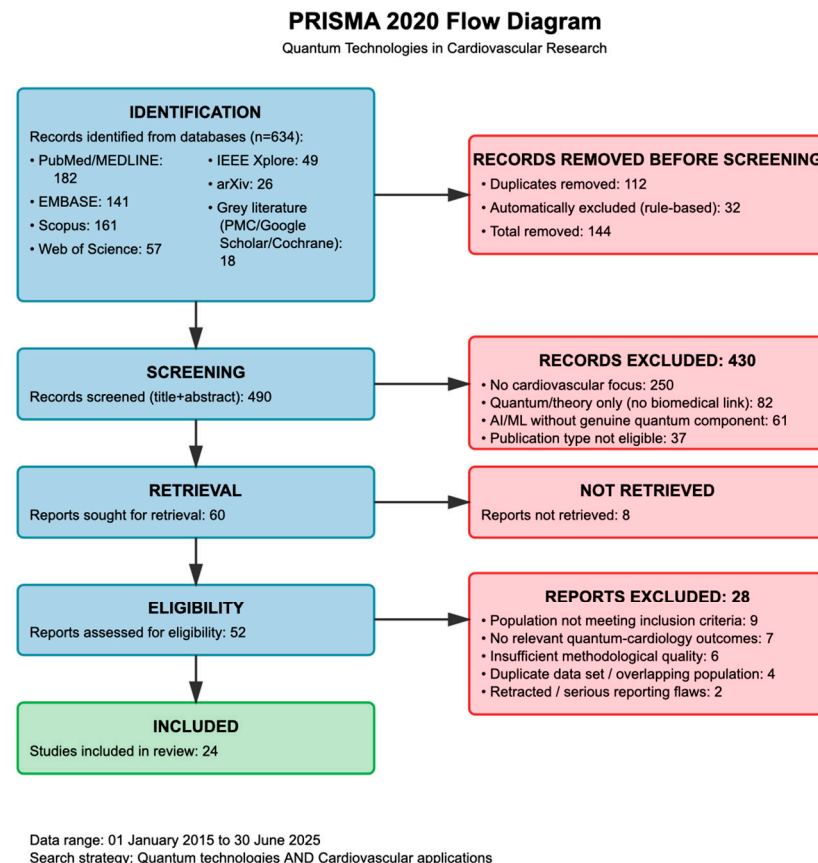 PRISMA 2020 Flow Diagram
Quantum Technologies in Cardiovascular Research
IDENTIFICATION
Records identified from databases (n=634):
• PubMed/MEDLINE:
182
• EMBASE: 141
• Scopus: 161
• Web of Science: 57
• IEEE Xplore: 49
• arXiv: 26
• Grey literature
(PMC/Google
Scholar/Cochrane):
18
RECORDS REMOVED BEFORE SCREENING
• Duplicates removed: 112
• Automatically excluded (rule-based): 32
• Total removed: 144
SCREENING
Records screened (title+abstract): 490
RECORDS EXCLUDED: 430
• No cardiovascular focus: 250
• Quantum/theory only (no biomedical link): 82
• AI/ML without genuine quantum component: 61
• Publication type not eligible: 37
RETRIEVAL
Reports sought for retrieval: 60
NOT RETRIEVED
Reports not retrieved: 8
ELIGIBILITY
Reports assessed for eligibility: 52
REPORTS EXCLUDED: 28
• Population not meeting inclusion criteria: 9
• No relevant quantum-cardiology outcomes: 7
• Insufficient methodological quality: 6
• Duplicate data set / overlapping population: 4
• Retracted / serious reporting flaws: 2
INCLUDED
Studies included in review: 24
Data range: 01 January 2015 to 30 June 2025
Search strategy: Quantum technologies AND Cardiovascular applications